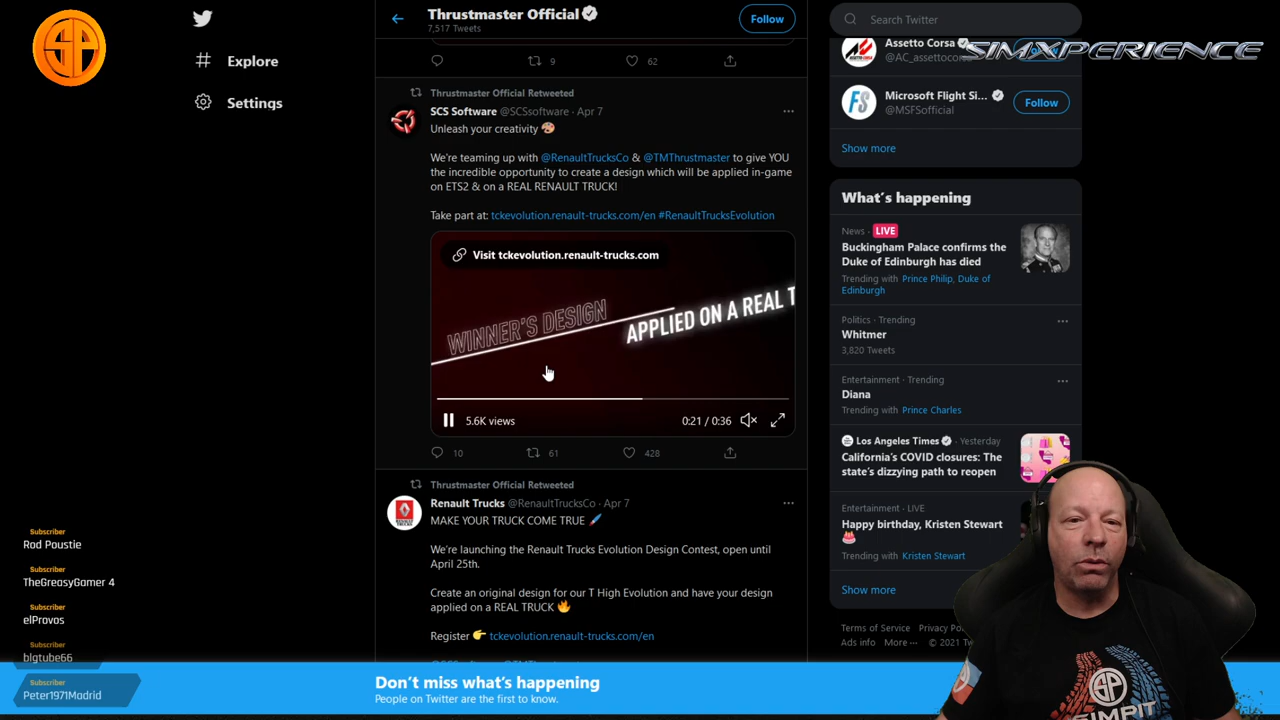 SP
Explore
Settings
Thrustmaster Official
7,517 Tweets
Follow
9
62
Thrustmaster Official Retweeted
SCS Software @SCSsoftware · Apr 7
Unleash your creativity
We're teaming up with @RenaultTrucksCo & @TMThrustmaster to give YOU
the incredible opportunity to create a design which will be applied in-game
on ETS2 & on a REAL RENAULT TRUCK!
Take part at: tckevolution.renault-trucks.com/en #RenaultTrucksEvolution
Visit tckevolution.renault-trucks.com
WINNER'S DESIGN
APPLIED ON A REAL T
5.6K views
0:21 / 0:36
10
61
428
Thrustmaster Official Retweeted
Renault Trucks @RenaultTrucksCo · Apr 7
MAKE YOUR TRUCK COME TRUE
We're launching the Renault Trucks Evolution Design Contest, open until
April 25th.
Create an original design for our T High Evolution and have your design
applied on a REAL TRUCK
Register tckevolution.renault-trucks.com/en
Search Twitter
SIMXPERIENCE
Assetto Corsa
@AC_assettocor
Microsoft Flight Si...
@MSFSofficial
Follow
Show more
What's happening
News · LIVE
Buckingham Palace confirms the
Duke of Edinburgh has died
Trending with Prince Philip, Duke of
Edinburgh
Politics · Trending
Whitmer
3,820 Tweets
Entertainment · Trending
Diana
Trending with Prince Charles
Los Angeles Times · Yesterday
California's COVID closures: The
state's dizzying path to reopen
Entertainment · LIVE
Happy birthday, Kristen Stewart
Trending with Kristen Stewart
Show more
Terms of Service Privacy Po
Ads info More ··· © 2021 Tw
Subscriber
Rod Poustie
Subscriber
TheGreasyGamer 4
Subscriber
elProvos
Subscriber
blgtube66
Subscriber
Peter1971Madrid
Don't miss what's happening
People on Twitter are the first to know.
SP
SIMPIT